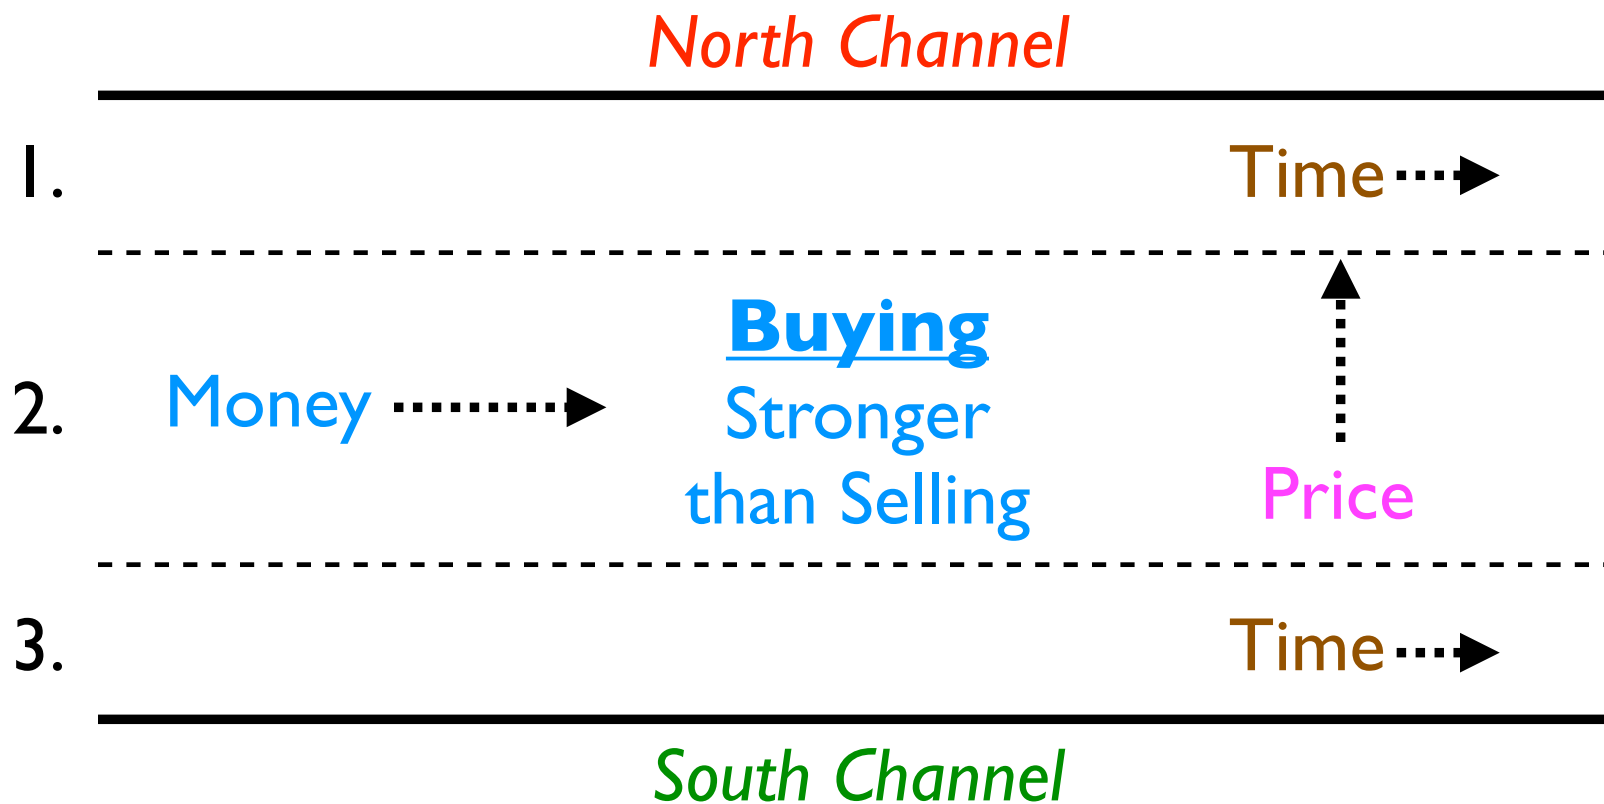 North Channel
1. Time
Buying
2. Money Stronger
than Selling Price
3. Time
South Channel